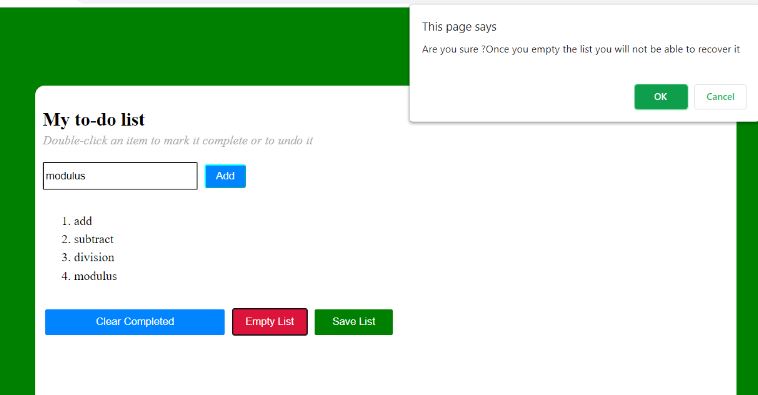 This page says
Are you sure ?Once you empty the list you will not be able to recover it
OK
Cancel
My to-do list
Double-click an item to mark it complete or to undo it
modulus
Add
1. add
2. subtract
3. division
4. modulus
Clear Completed
Empty List
Save List